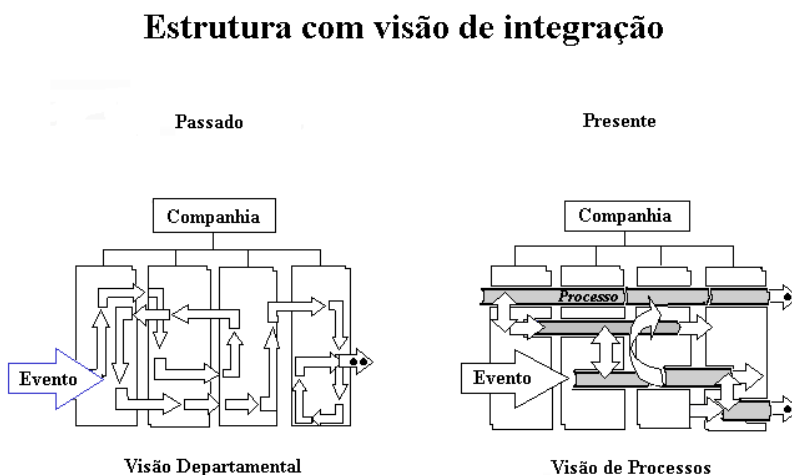 Estrutura com visão de integração
Passado
Presente
Companhia
Companhia
Processo
Evento
Evento
Visão Departamental
Visão de Processos